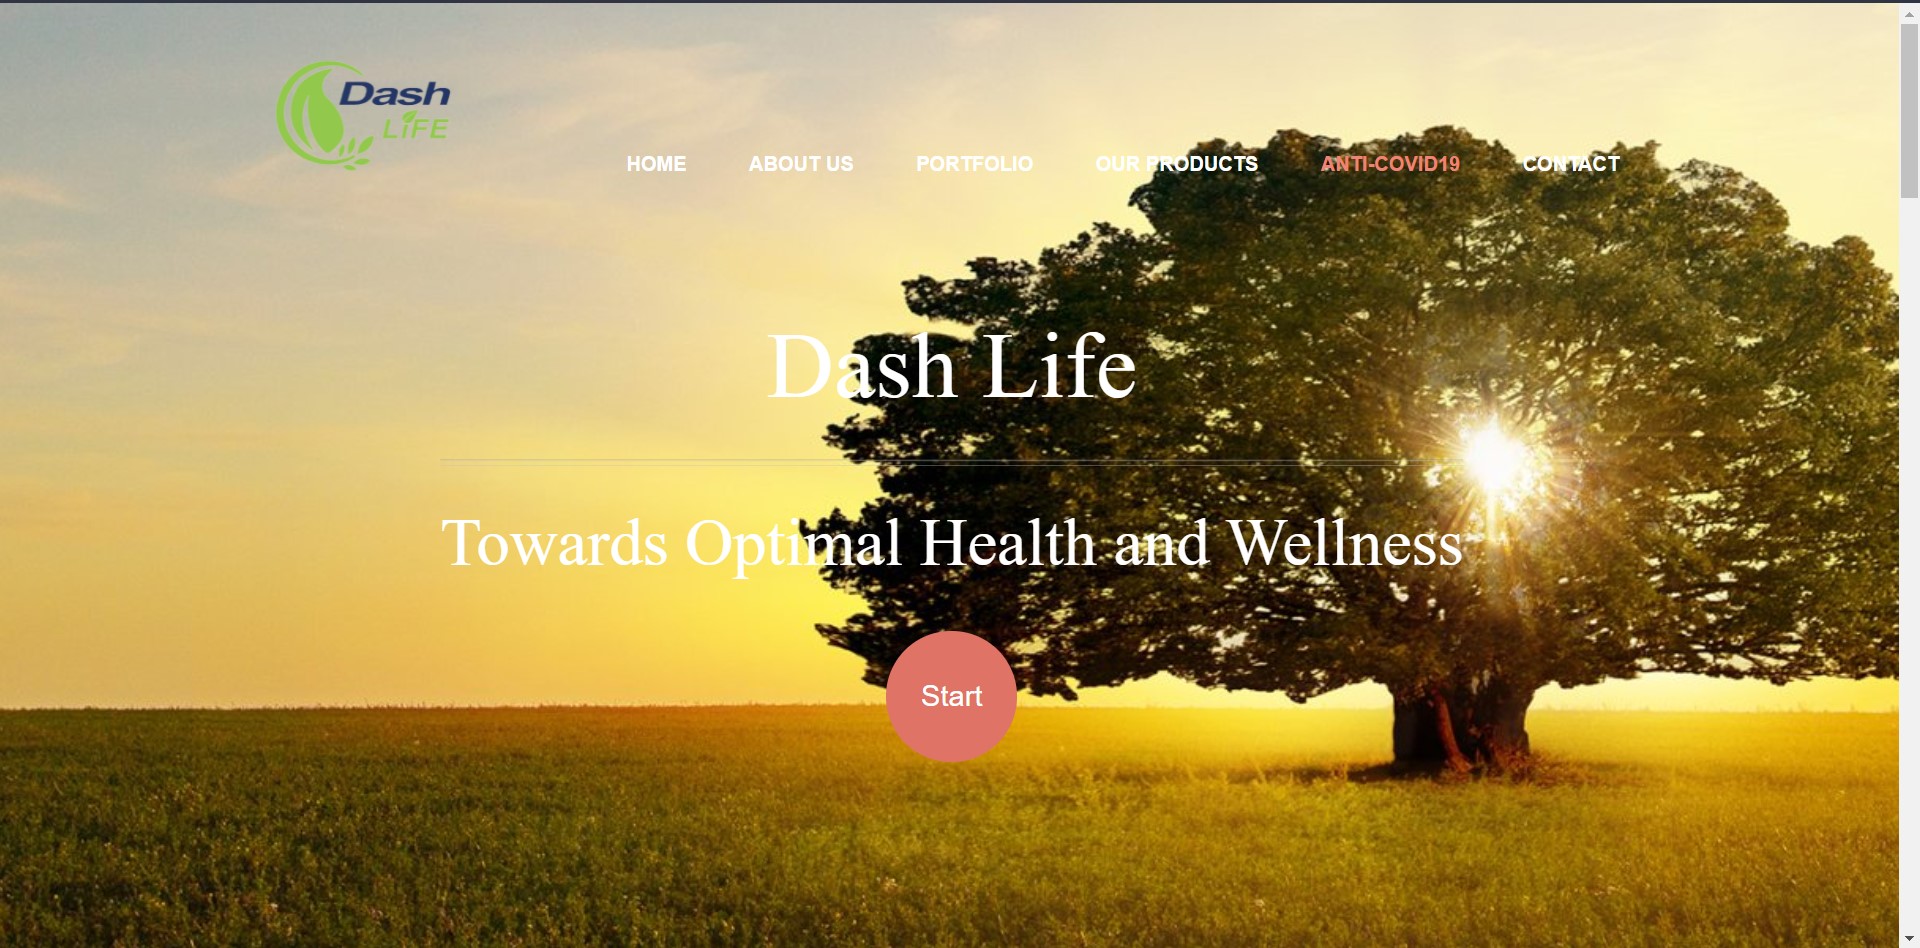 Dash
LiFE
HOME ABOUT US PORTFOLIO OUR PRODUCTS ANTI-COVID19 CONTACT
Dash Life
Towards Optimal Health and Wellness
Start